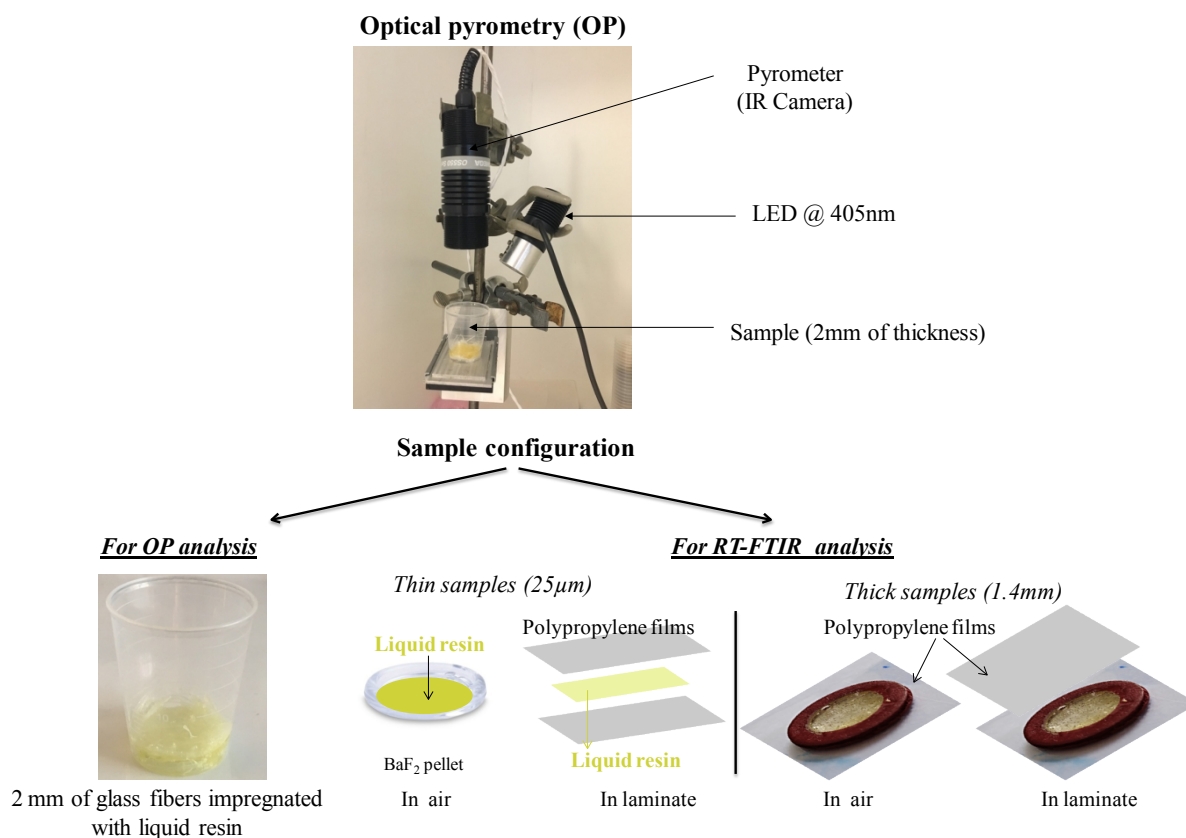 Optical pyrometry (OP)
Pyrometer
(IR Camera)
LED @ 405nm
Sample (2mm of thickness)
Sample configuration
For OP analysis
For RT-FTIR analysis
Thin samples (25µm)
Thick samples (1.4mm)
Liquid resin
Polypropylene films
Polypropylene films
Liquid resin
BaF2 pellet
2 mm of glass fibers impregnated
with liquid resin
In air
In laminate
In air
In laminate